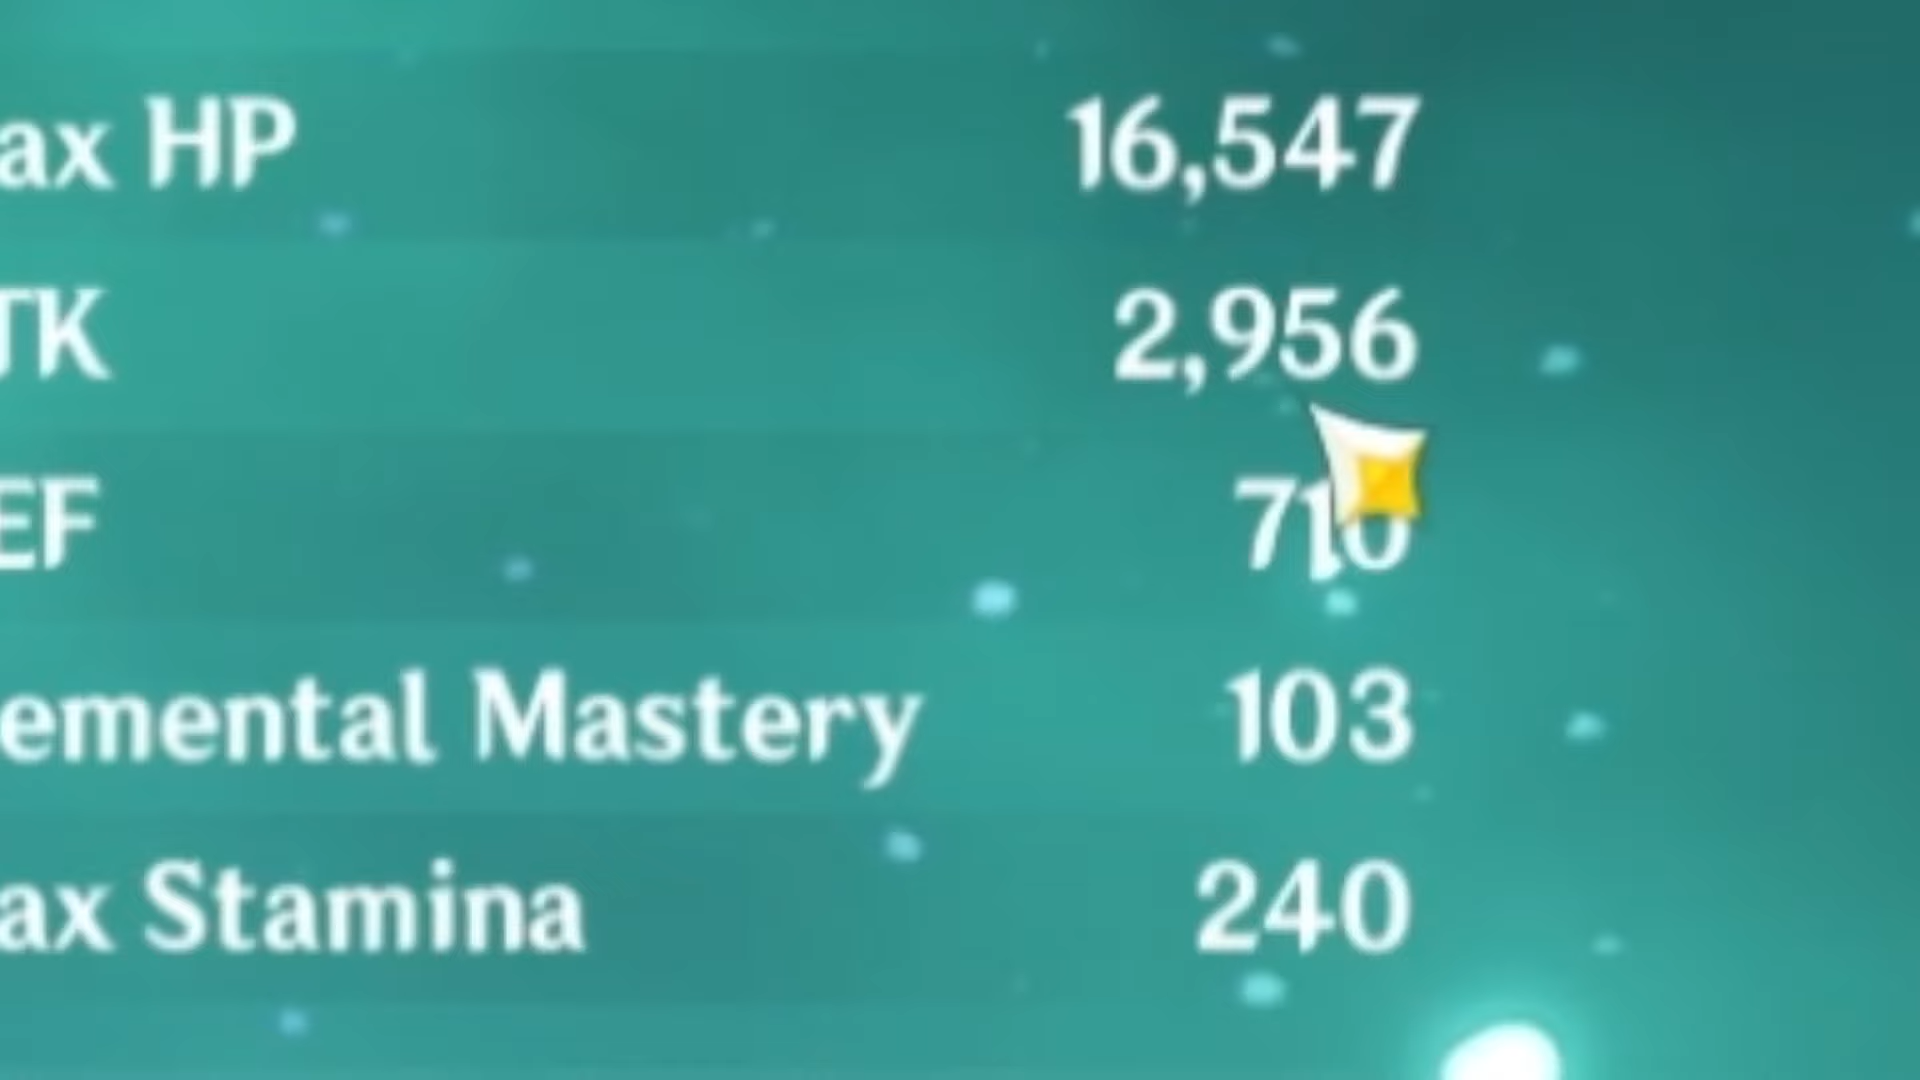 ax HP 16,547
TK 2,956
EF
emental Mastery 103
ax Stamina 240